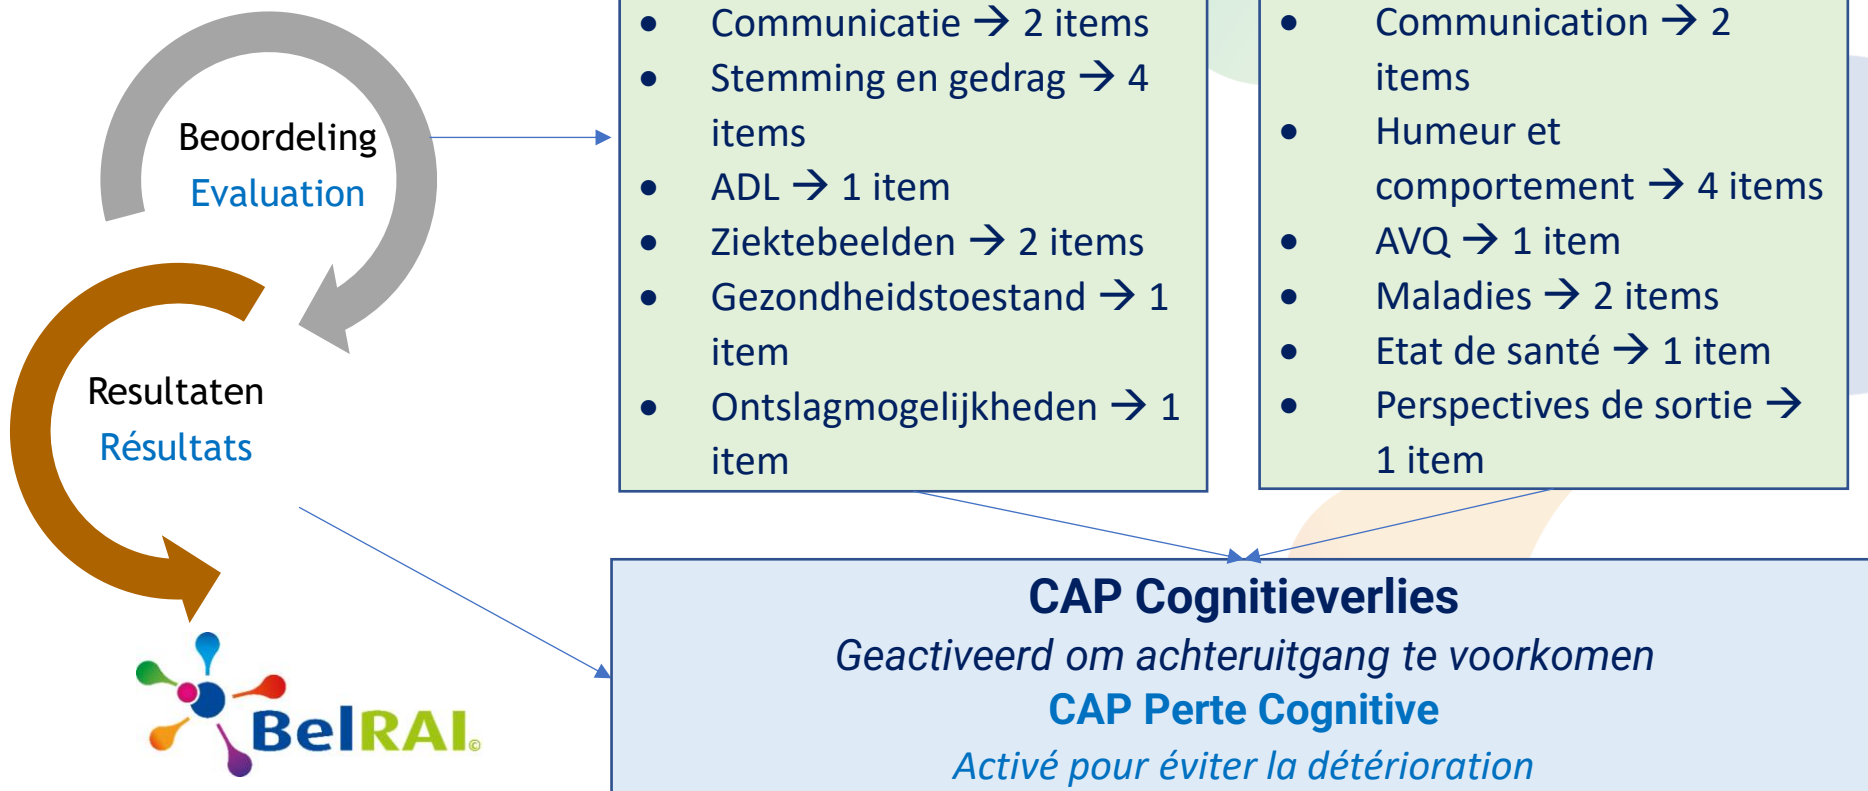 Beoordeling
Evaluation
Resultaten
Résultats
• Communicatie → 2 items
• Stemming en gedrag → 4
items
• ADL → 1 item
• Ziektebeelden → 2 items
• Gezondheidstoestand → 1
item
• Ontslagmogelijkheden → 1
item
• Communication → 2
items
• Humeur et
comportement → 4 items
• AVQ → 1 item
• Maladies → 2 items
• Etat de santé → 1 item
• Perspectives de sortie →
1 item
CAP Cognitieverlies
Geactiveerd om achteruitgang te voorkomen
CAP Perte Cognitive
Activé pour éviter la détérioration
BelRAI©